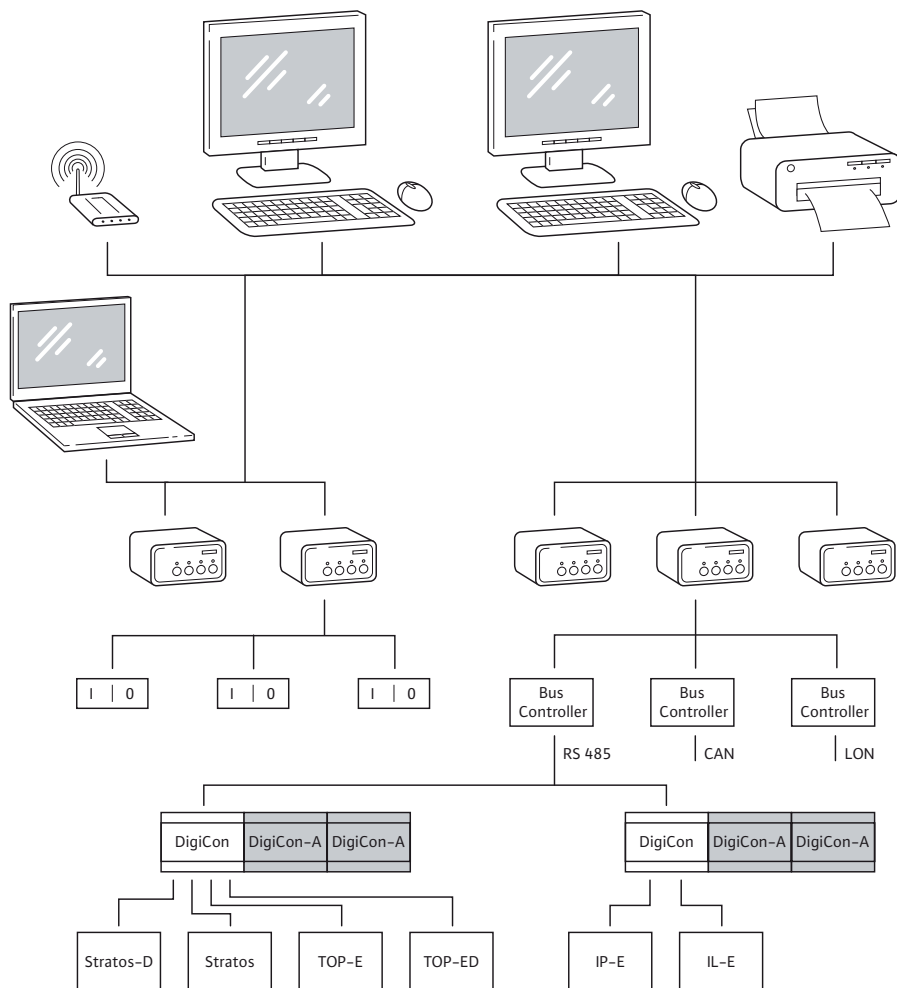 I | 0
I | 0
I | 0
Bus
Controller
Bus
Controller
Bus
Controller
RS 485
CAN
LON
DigiCon
DigiCon-A
DigiCon-A
DigiCon
DigiCon-A
DigiCon-A
Stratos-D
Stratos
TOP-E
TOP-ED
IP-E
IL-E